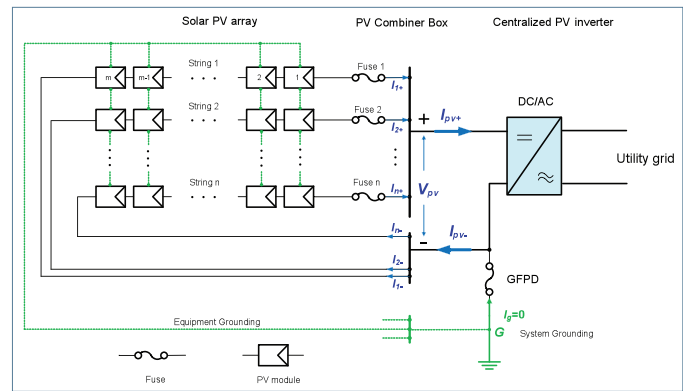 Solar PV array
PV Combiner Box
Centralized PV inverter
String 1
Fuse 1
m
m-1
. . .
2
1
I1+
DC/AC
String 2
Fuse 2
. . .
I2+
+
Ipv+
Utility grid
Vpv
String n
Fuse n
. . .
In+
In-
-
Ipv-
I2-
I1-
GFPD
Ig=0
Equipment Grounding
G
System Grounding
Fuse
PV module